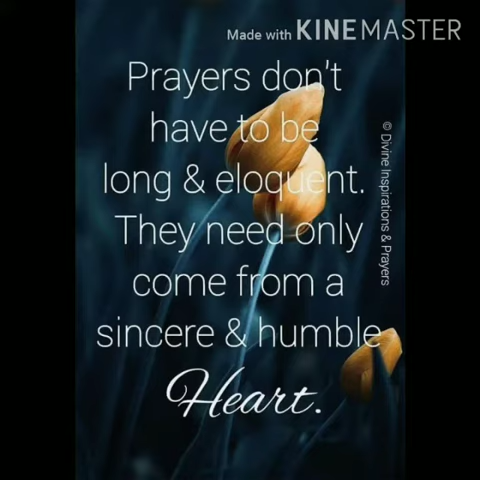 Made with KINEMASTER
Prayers don't
have to be
long & eloquent.
They need only
come from a
sincere & humble
Heart.
© Divine Inspirations & Prayers